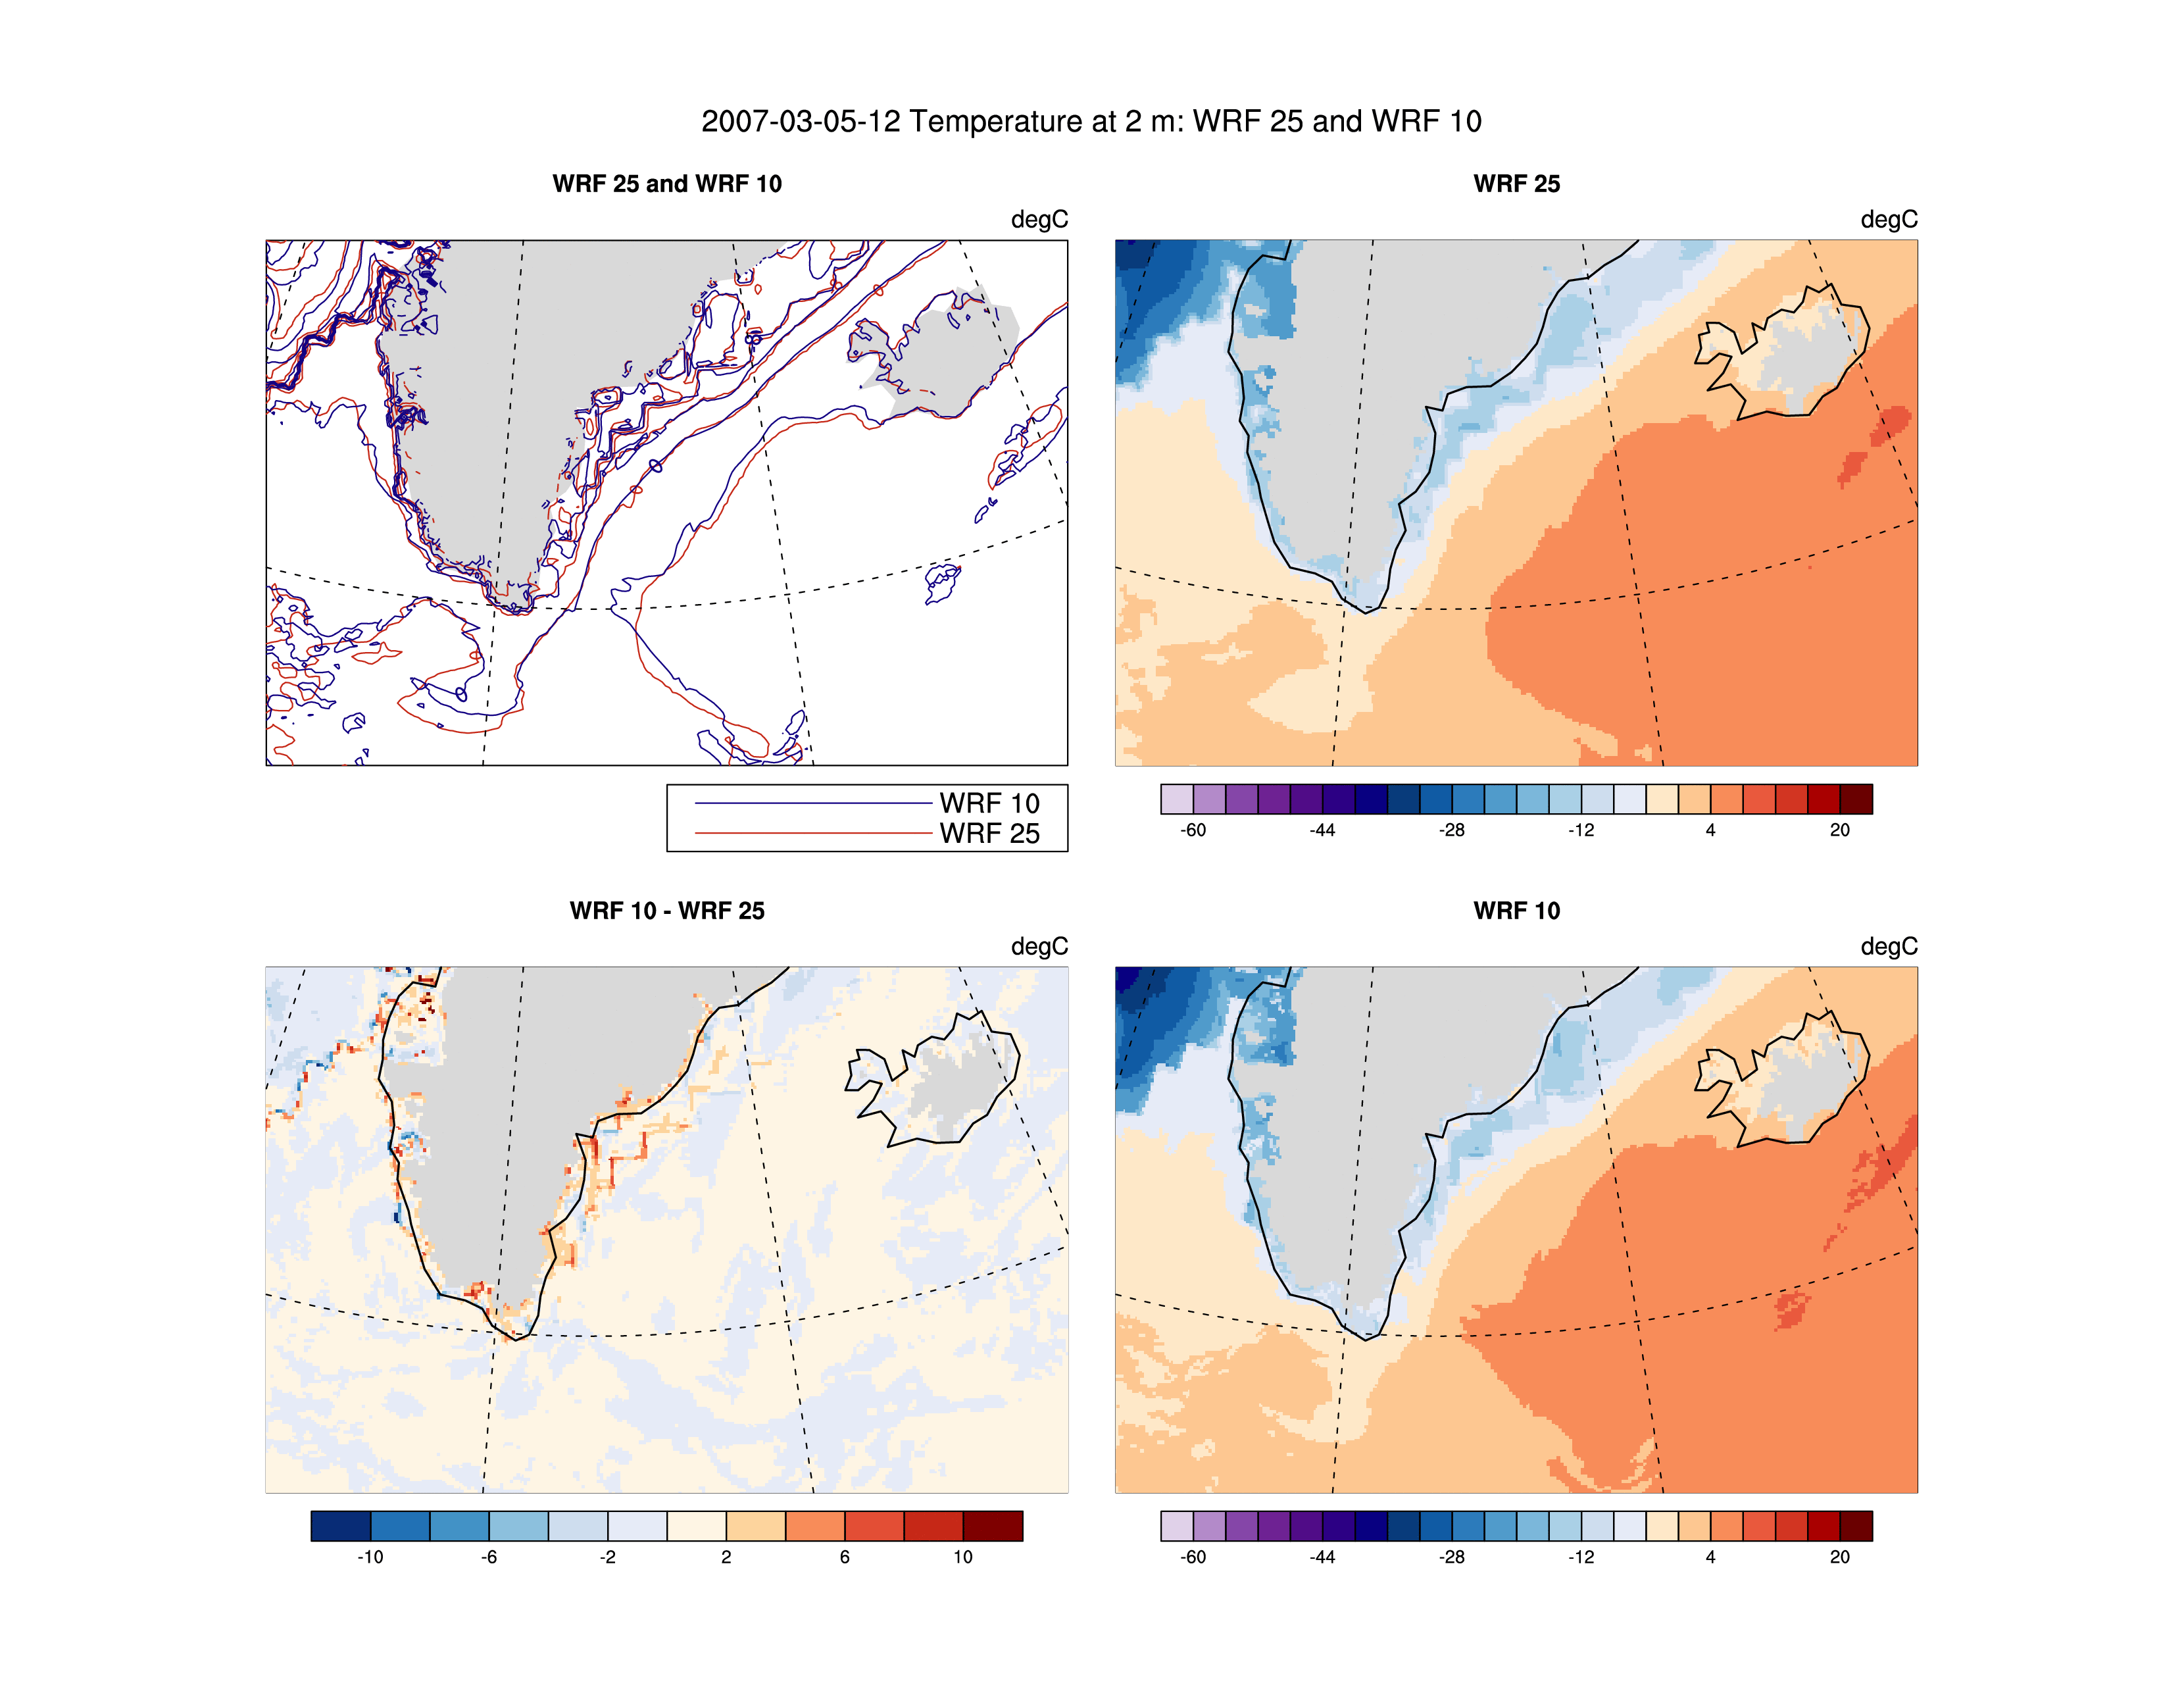 2007-03-05-12 Temperature at 2 m: WRF 25 and WRF 10
WRF 25 and WRF 10
degC
WRF 10
WRF 25
WRF 25
degC
-60 -44 -28 -12 4 20
WRF 10 - WRF 25
degC
-10 -6 -2 2 6 10
WRF 10
degC
-60 -44 -28 -12 4 20